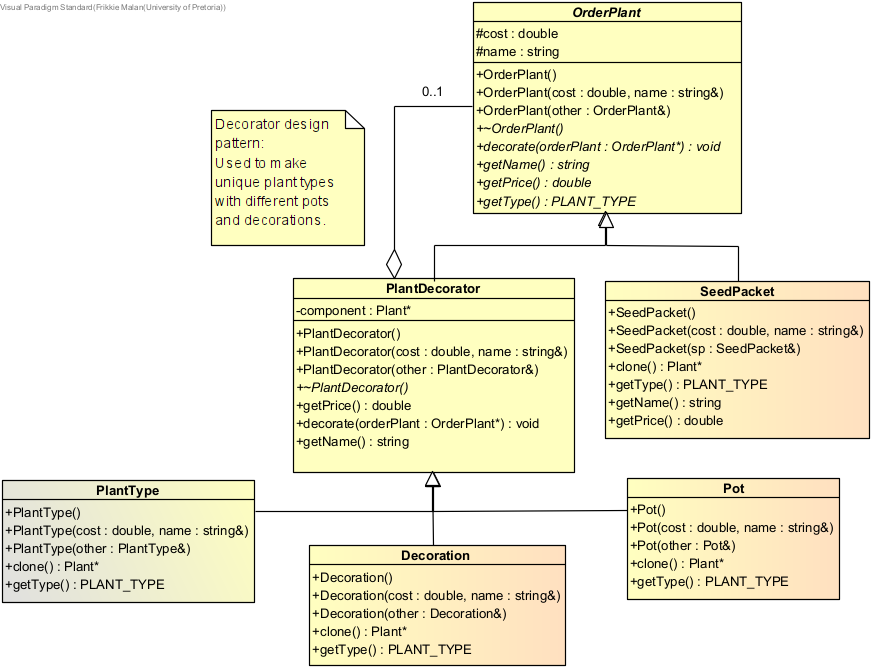 Visual Paradigm Standard(Frikkie Malan(University of Pretoria))
OrderPlant
#cost : double
#name : string
+OrderPlant()
+OrderPlant(cost : double, name : string&)
+OrderPlant(other : OrderPlant&)
+~OrderPlant()
+decorate(orderPlant : OrderPlant*) : void
+getName() : string
+getPrice() : double
+getType() : PLANT_TYPE
0..1
Decorator design
pattern:
Used to make
unique plant types
with different pots
and decorations.
PlantDecorator
-component : Plant*
+PlantDecorator()
+PlantDecorator(cost : double, name : string&)
+PlantDecorator(other : PlantDecorator&)
+~PlantDecorator()
+getPrice() : double
+decorate(orderPlant : OrderPlant*) : void
+getName() : string
SeedPacket
+SeedPacket()
+SeedPacket(cost : double, name : string&)
+SeedPacket(sp : SeedPacket&)
+clone() : Plant*
+getType() : PLANT_TYPE
+getName() : string
+getPrice() : double
PlantType
+PlantType()
+PlantType(cost : double, name : string&)
+PlantType(other : PlantType&)
+clone() : Plant*
+getType() : PLANT_TYPE
Decoration
+Decoration()
+Decoration(cost : double, name : string&)
+Decoration(other : Decoration&)
+clone() : Plant*
+getType() : PLANT_TYPE
Pot
+Pot()
+Pot(cost : double, name : string&)
+Pot(other : Pot&)
+clone() : Plant*
+getType() : PLANT_TYPE